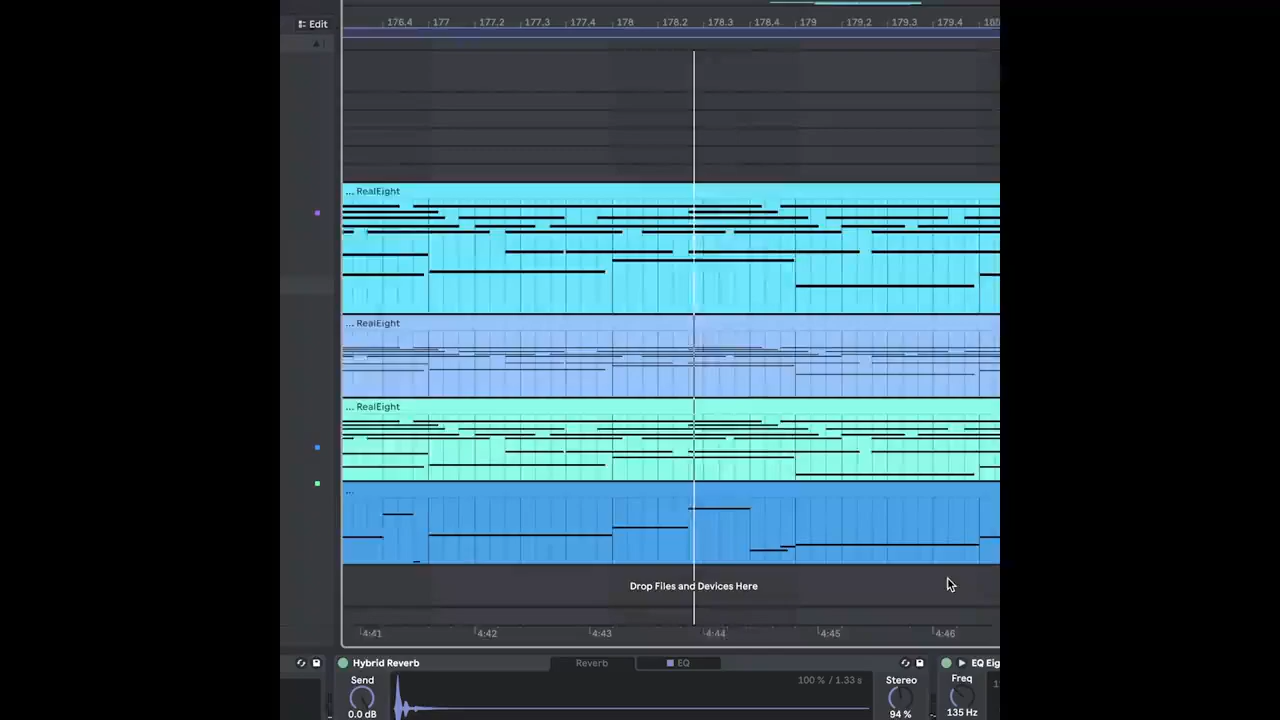 Edit
176.4 177 177.2 177.3 177.4 178 178.2 178.3 178.4 179 179.2 179.3 179.4
... RealEight
... RealEight
... RealEight
...
Drop Files and Devices Here
4:41 4:42 4:43 4:44 4:45 4:46
Hybrid Reverb Reverb EQ EQ Eig
Send 100 % / 1.33 s Stereo Freq
0.0 dB 94 % 135 Hz